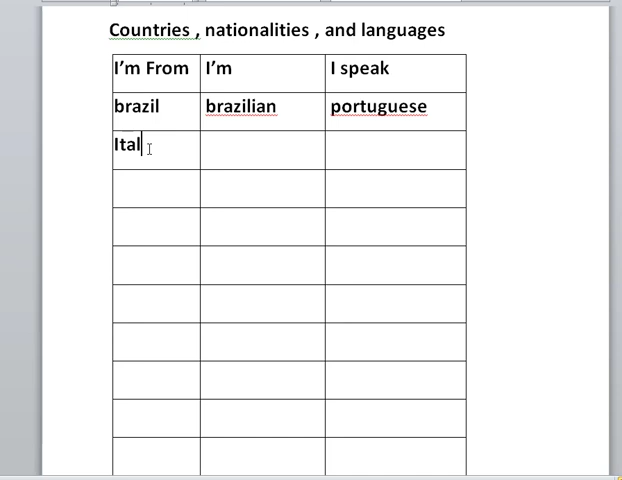 Countries , nationalities , and languages
I'm From I'm I speak
brazil brazilian portuguese
Ital